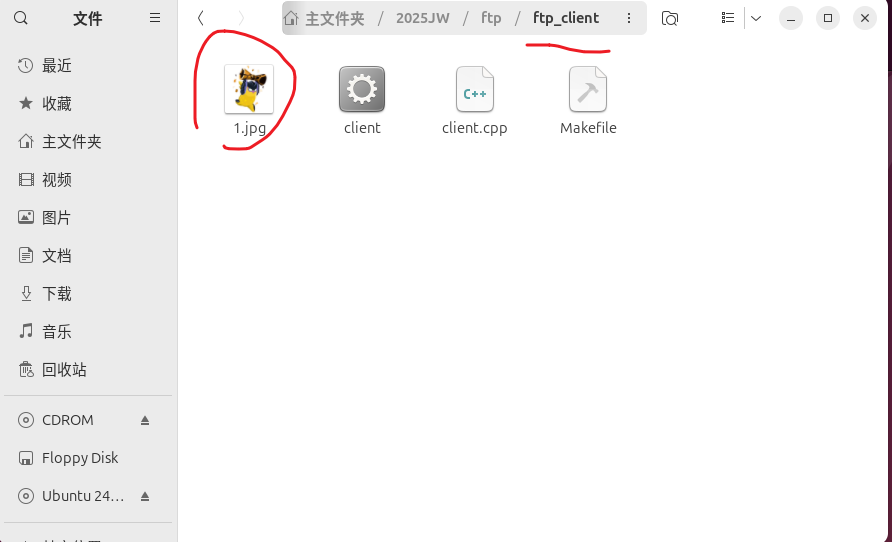 文件
主文件夹 / 2025JW / ftp / ftp_client
最近
收藏
主文件夹
视频
图片
文档
下载
音乐
回收站
CDROM
Floppy Disk
Ubuntu 24…
1.jpg
client
C++
client.cpp
Makefile